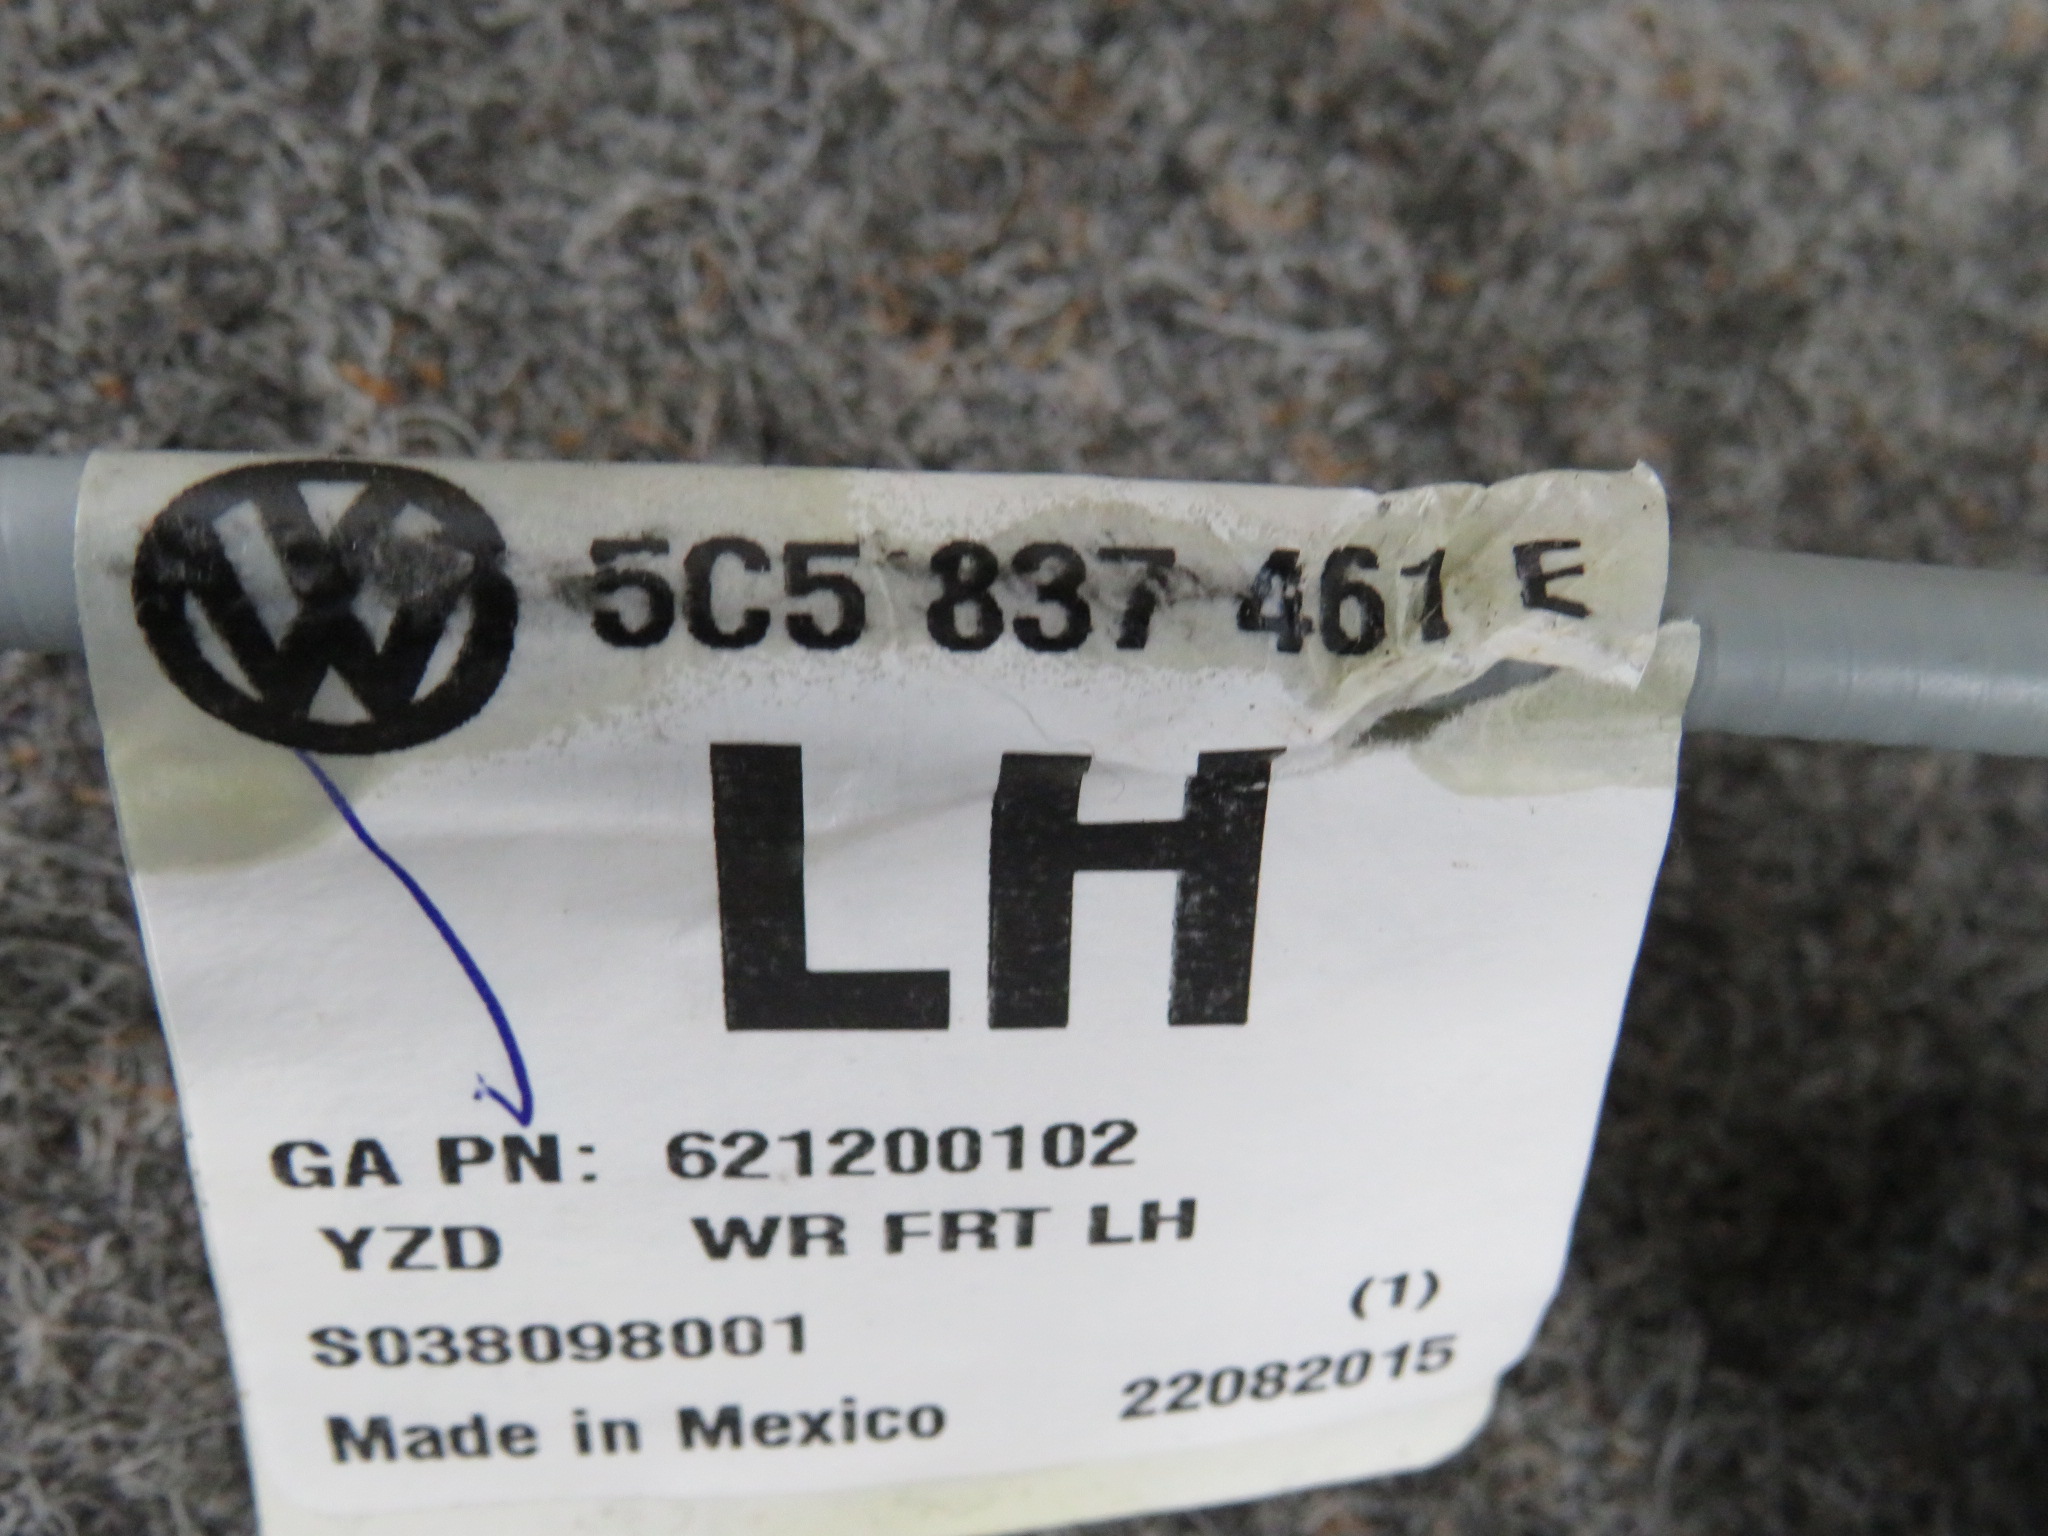 5C5 837 461 E
LH
GA PN: 621200102
YZD WR FRT LH
(1)
S038098001
22082015
Made in Mexico